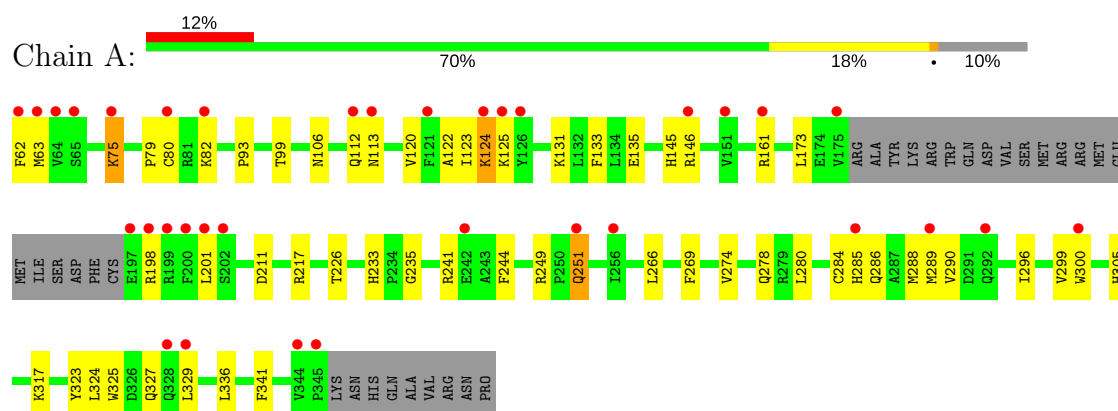 12%
Chain A:
70% 18% • 10%
F62 M63 V64 S65 K75 P79 C80 R81 K82 P93 T99 N106 Q112 N113 V120 F121 A122 I123 K124 K125 Y126 K131 L132 F133 L134 E135 H145 R146 V151 R161 L173 E174 V175 ARG ALA TYR LYS ARG TRP GLN ASP VAL SER MET ARG ARG MET GLU
MET ILE SER ASP PHE CYS E197 R198 R199 F200 L201 S202 D211 R217 T226 H233 P234 G235 R241 E242 A243 F244 R249 P250 Q251 I256 L266 F269 V274 Q278 R279 L280 C284 H285 Q286 A287 M288 M289 V290 D291 Q292 I296 V299 W300 H305
K317 Y323 L324 W325 D326 Q327 Q328 L329 L336 F341 V344 P345 LYS ASN HIS GLN ALA VAL ARG ASN PRO